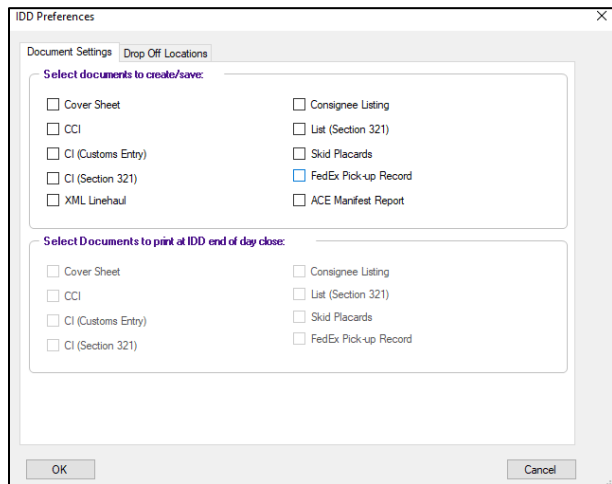 IDD Preferences
Document Settings
Drop Off Locations
Select documents to create/save:
Cover Sheet
CCI
CI (Customs Entry)
CI (Section 321)
XML Linehaul
Consignee Listing
List (Section 321)
Skid Placards
FedEx Pick-up Record
ACE Manifest Report
Select Documents to print at IDD end of day close:
Cover Sheet
CCI
CI (Customs Entry)
CI (Section 321)
Consignee Listing
List (Section 321)
Skid Placards
FedEx Pick-up Record
OK
Cancel